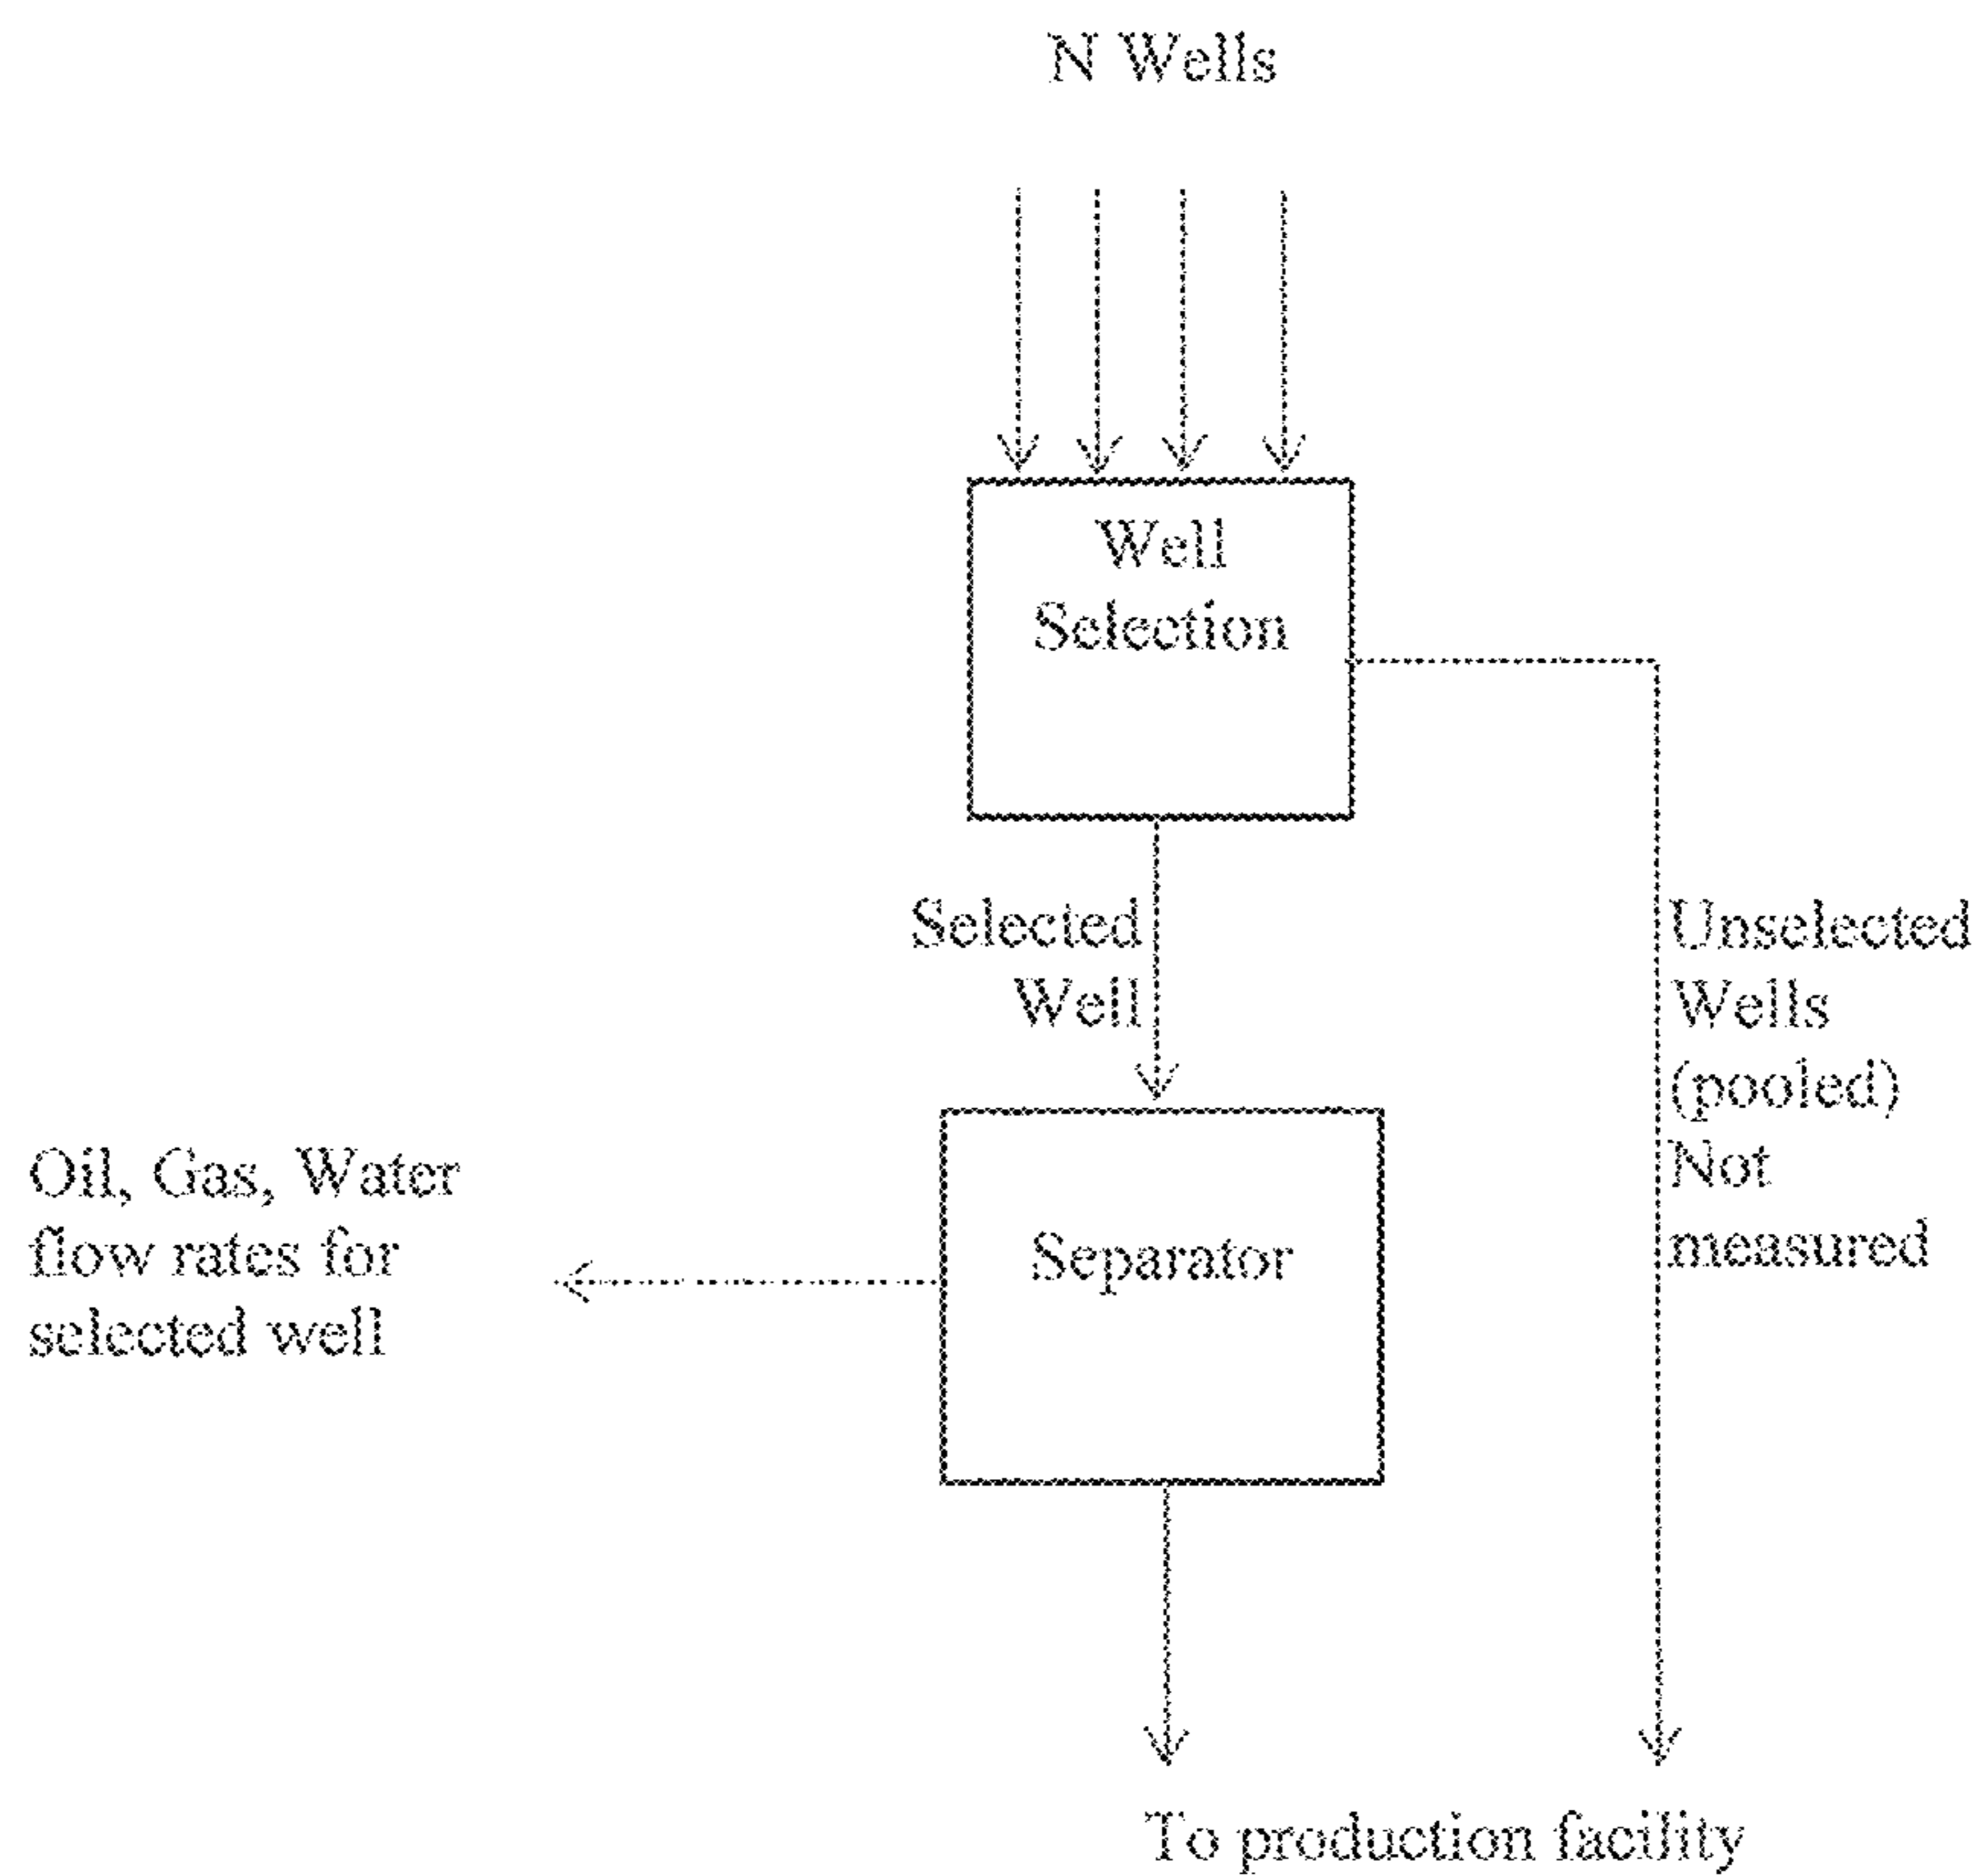 N Wells
Well
Selection
Selected
Well
Unselected
Wells
(pooled)
Not
measured
Oil, Gas, Water
flow rates for
selected well
Separator
To production facility